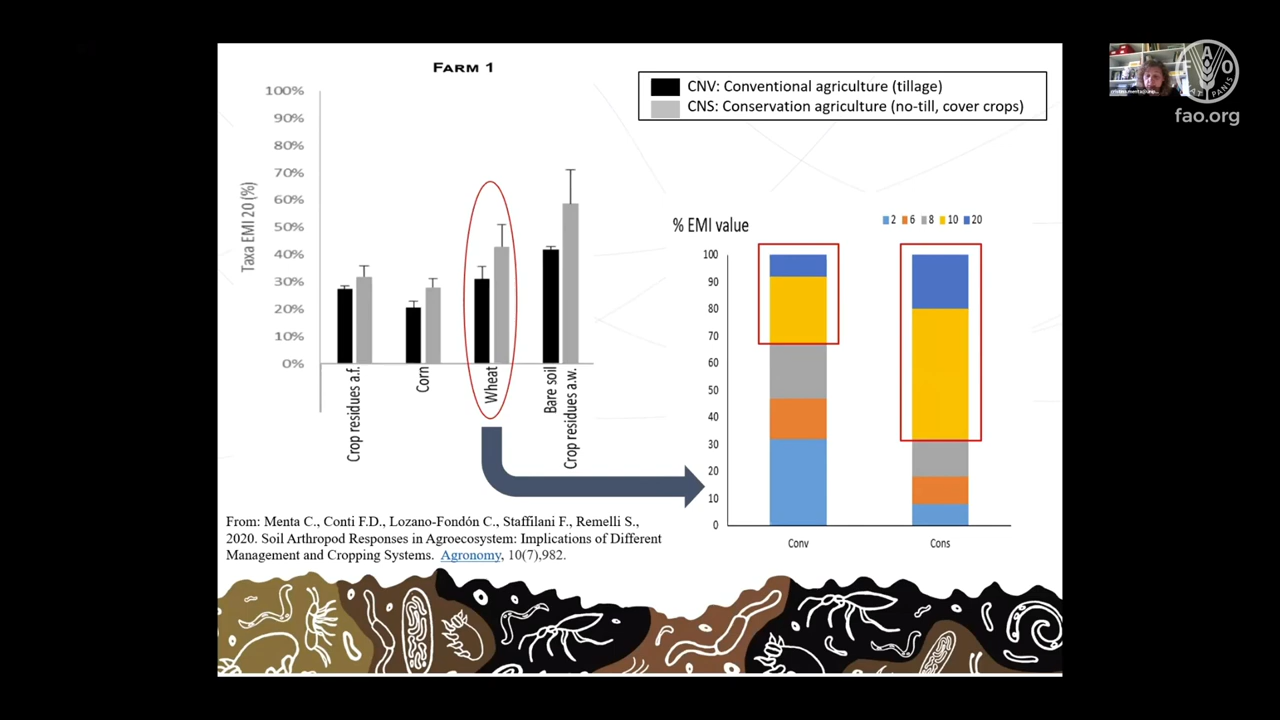 FARM 1
CNV: Conventional agriculture (tillage)
CNS: Conservation agriculture (no-till, cover crops)
fao.org
100%
90%
80%
70%
60%
50%
40%
30%
20%
10%
0%
Taxa EMI 20 (%)
Crop residues a.f.
Corn
Wheat
Bare soil
Crop residues a.w.
% EMI value
2 6 8 10 20
100
90
80
70
60
50
40
30
20
10
0
Conv
Cons
From: Menta C., Conti F.D., Lozano-Fondón C., Staffilani F., Remelli S.,
2020. Soil Arthropod Responses in Agroecosystem: Implications of Different
Management and Cropping Systems. Agronomy, 10(7),982.